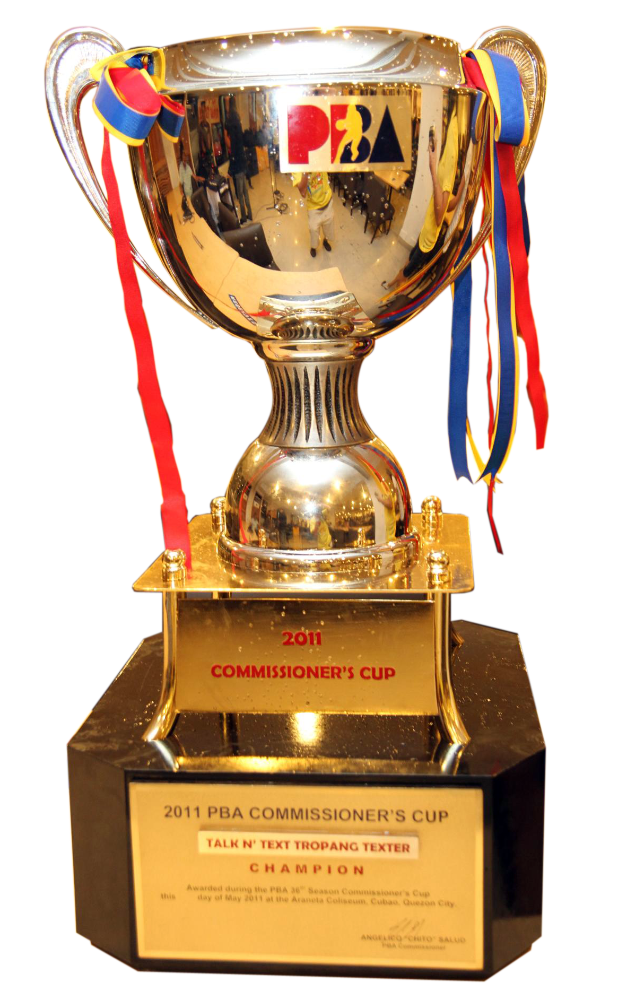 PBA
2011
COMMISSIONER'S CUP
2011 PBA COMMISSIONER'S CUP
TALK N' TEXT TROPANG TEXTER
CHAMPION
Awarded during the PBA 36th Season Commissioner's Cup
this day of May 2011 at the Araneta Coliseum, Cubao, Quezon City.
ANGELICO "CHITO" SALUD
PBA Commissioner